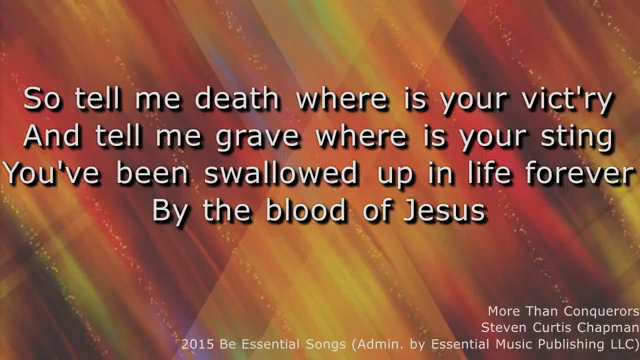 So tell me death where is your vict'ry
And tell me grave where is your sting
You've been swallowed up in life forever
By the blood of Jesus
More Than Conquerors
Steven Curtis Chapman
2015 Be Essential Songs (Admin. by Essential Music Publishing LLC)